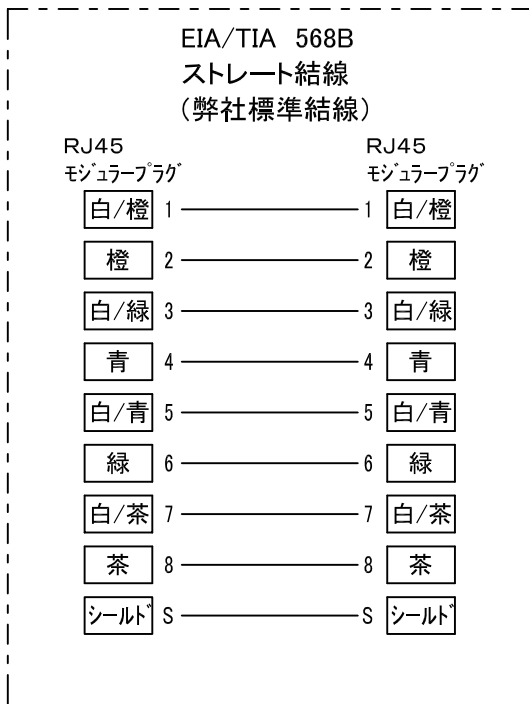 EIA/TIA 568B
ストレート結線
(弊社標準結線)
RJ45 RJ45
モジュラープラグ モジュラープラグ
白/橙 1 1 白/橙
橙 2 2 橙
白/緑 3 3 白/緑
青 4 4 青
白/青 5 5 白/青
緑 6 6 緑
白/茶 7 7 白/茶
茶 8 8 茶
シールド S S シールド